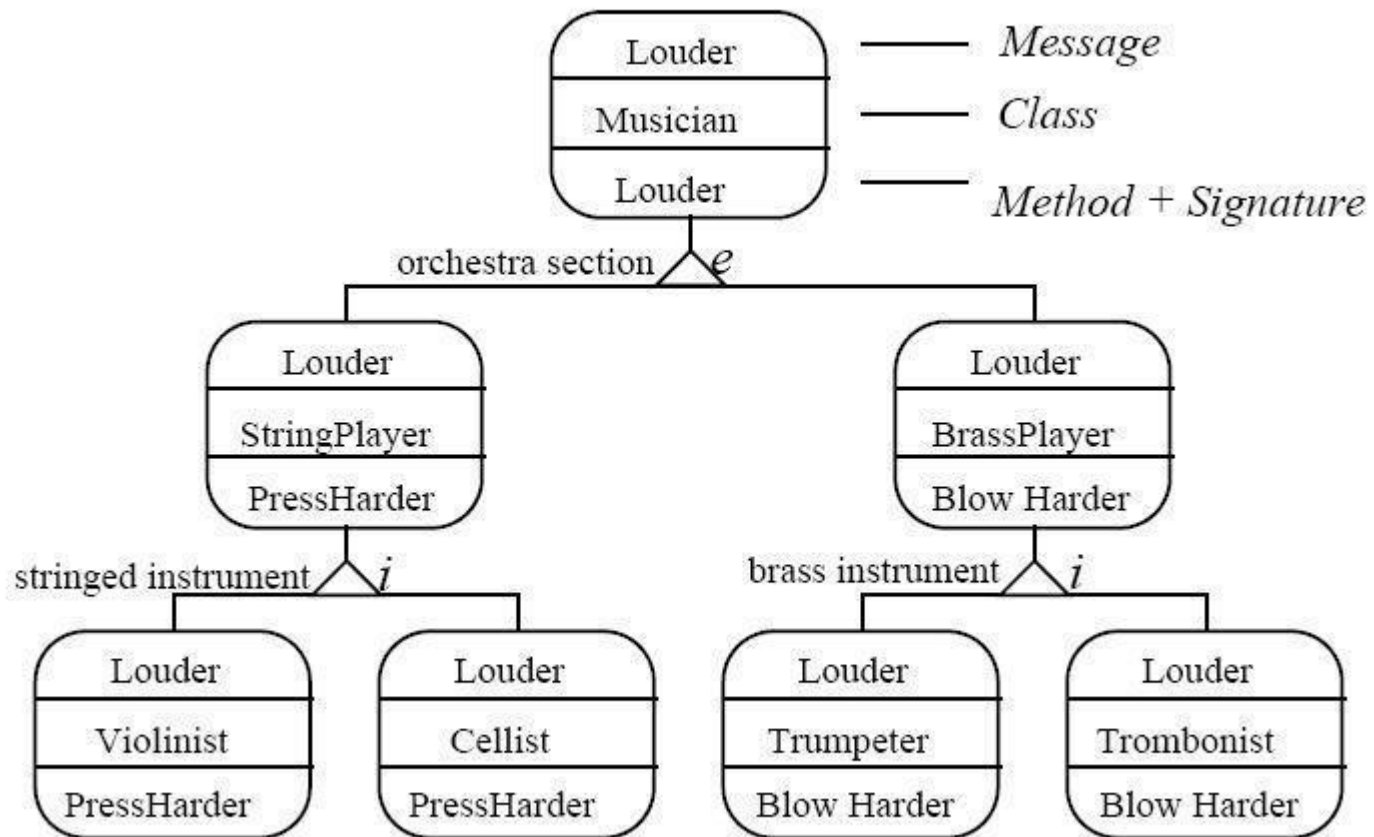 Louder
Message
Musician
Class
Louder
Method + Signature
orchestra section
e
Louder
StringPlayer
PressHarder
Louder
BrassPlayer
Blow Harder
stringed instrument
i
brass instrument
i
Louder
Violinist
PressHarder
Louder
Cellist
PressHarder
Louder
Trumpeter
Blow Harder
Louder
Trombonist
Blow Harder